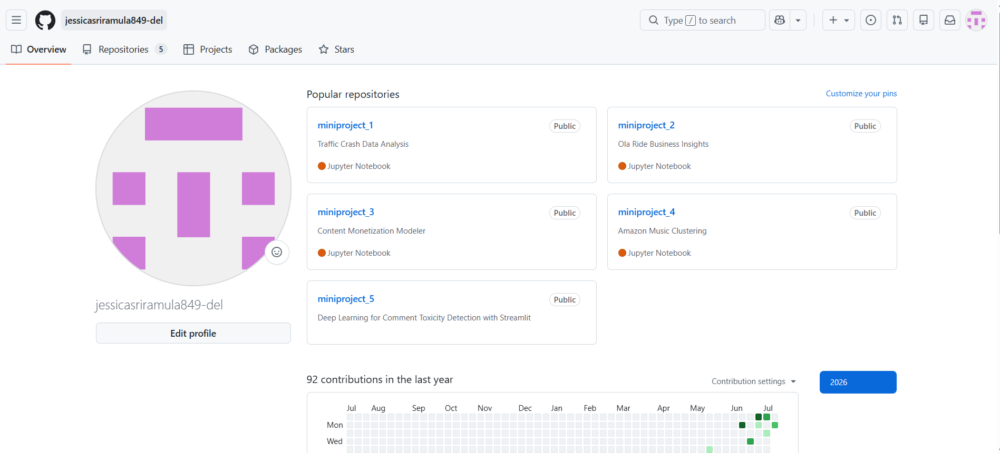 jessicasriramula849-del
Type / to search
Overview
Repositories 5
Projects
Packages
Stars
Popular repositories
Customize your pins
miniproject_1
Public
Traffic Crash Data Analysis
Jupyter Notebook
miniproject_2
Public
Ola Ride Business Insights
Jupyter Notebook
miniproject_3
Public
Content Monetization Modeler
Jupyter Notebook
miniproject_4
Public
Amazon Music Clustering
Jupyter Notebook
miniproject_5
Public
Deep Learning for Comment Toxicity Detection with Streamlit
jessicasriramula849-del
Edit profile
92 contributions in the last year
Contribution settings
2026
Jul Aug Sep Oct Nov Dec Jan Feb Mar Apr May Jun Jul
Mon
Wed